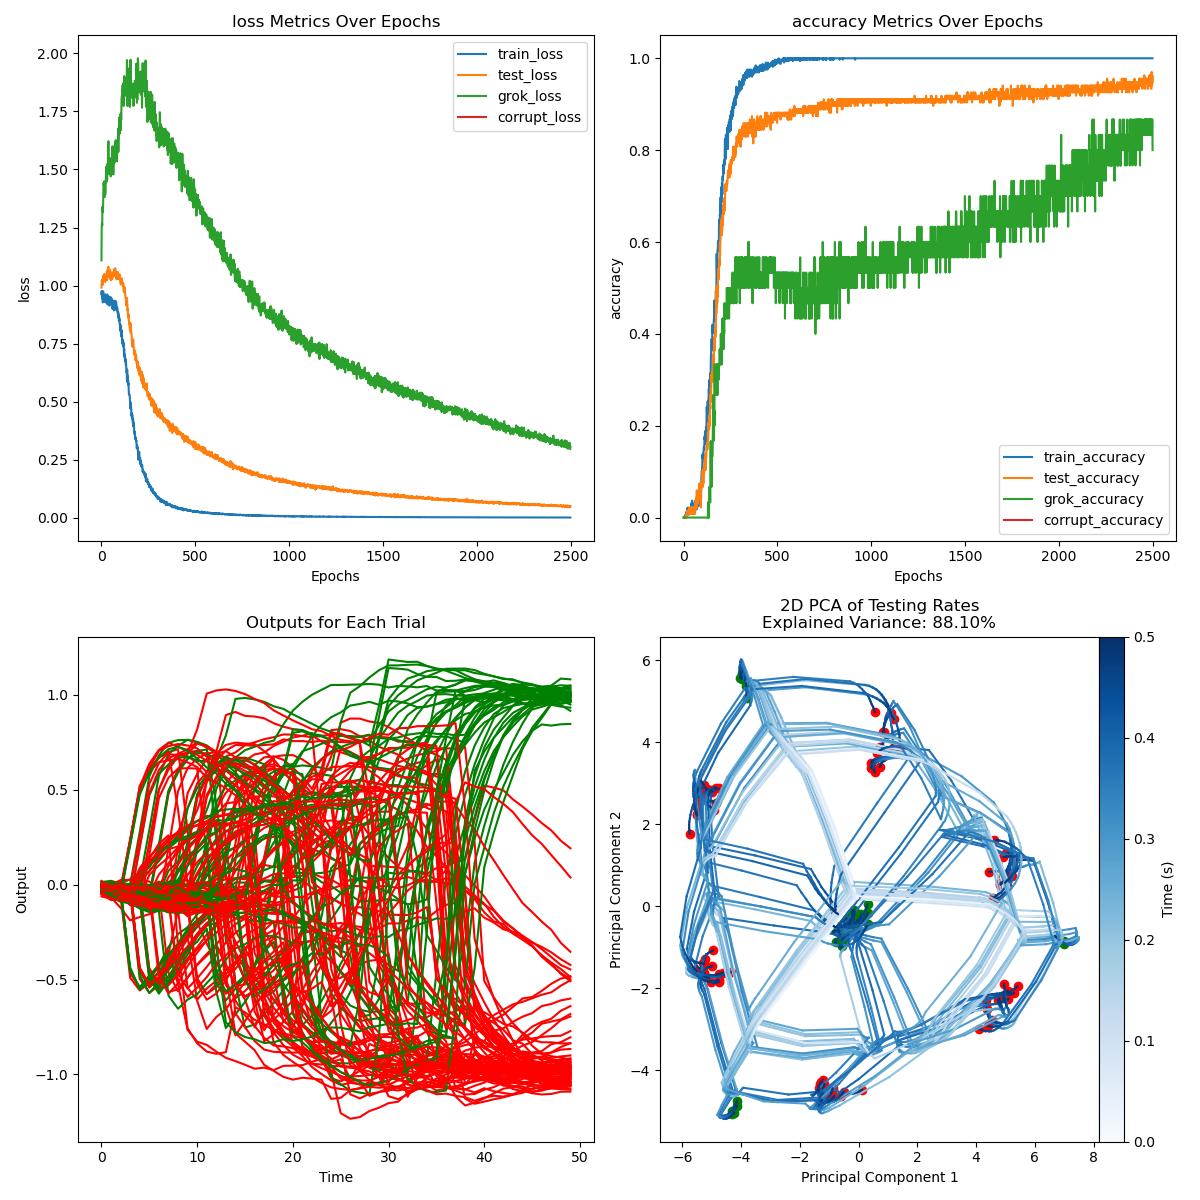 loss Metrics Over Epochs
2.00
1.75
1.50
1.25
1.00
0.75
0.50
0.25
0.00
loss
0
500
1000
1500
2000
2500
Epochs
train_loss
test_loss
grok_loss
corrupt_loss
accuracy Metrics Over Epochs
1.0
0.8
0.6
0.4
0.2
0.0
accuracy
0
500
1000
1500
2000
2500
Epochs
train_accuracy
test_accuracy
grok_accuracy
corrupt_accuracy
Outputs for Each Trial
1.0
0.5
0.0
−0.5
−1.0
Output
0
10
20
30
40
50
Time
2D PCA of Testing Rates
Explained Variance: 88.10%
6
4
2
0
−2
−4
Principal Component 2
−6
−4
−2
0
2
4
6
8
Principal Component 1
0.5
0.4
0.3
0.2
0.1
0.0
Time (s)